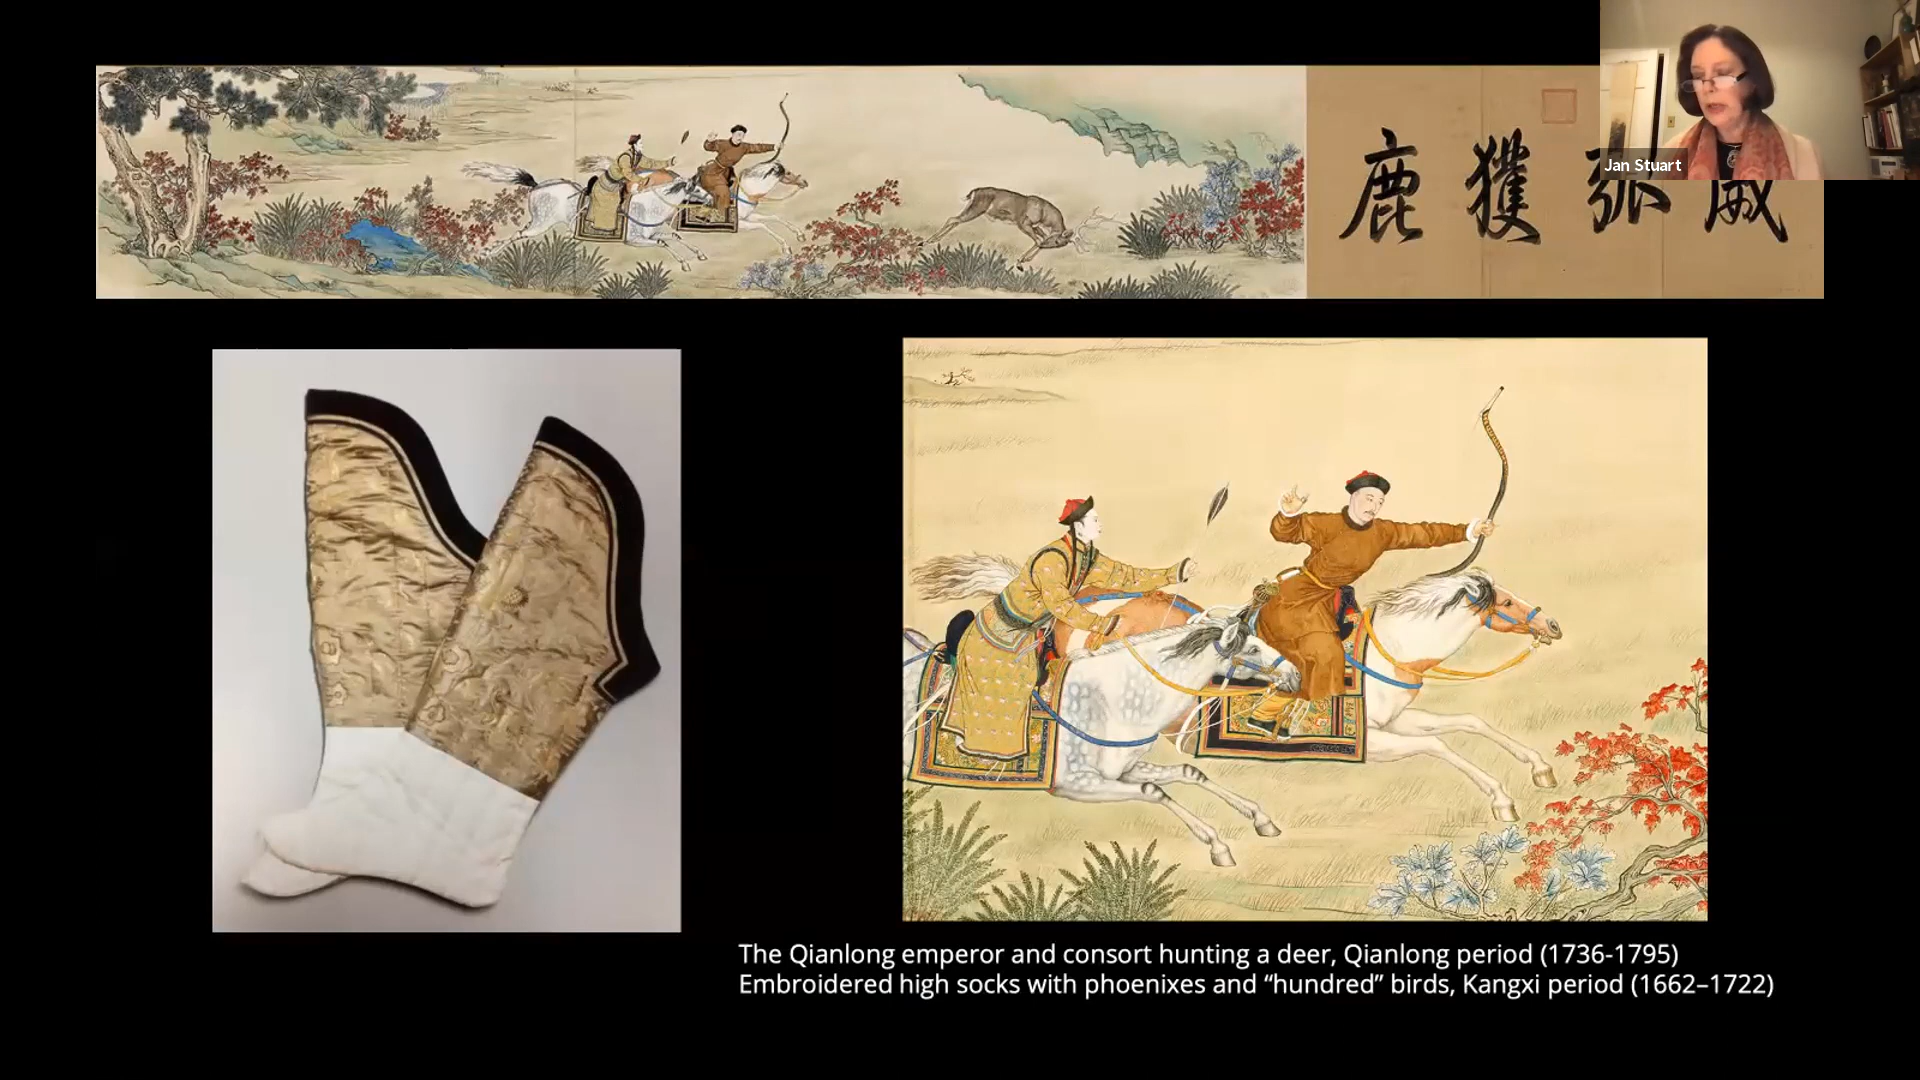 威弧獲鹿
Jan Stuart
The Qianlong emperor and consort hunting a deer, Qianlong period (1736-1795)
Embroidered high socks with phoenixes and “hundred” birds, Kangxi period (1662–1722)